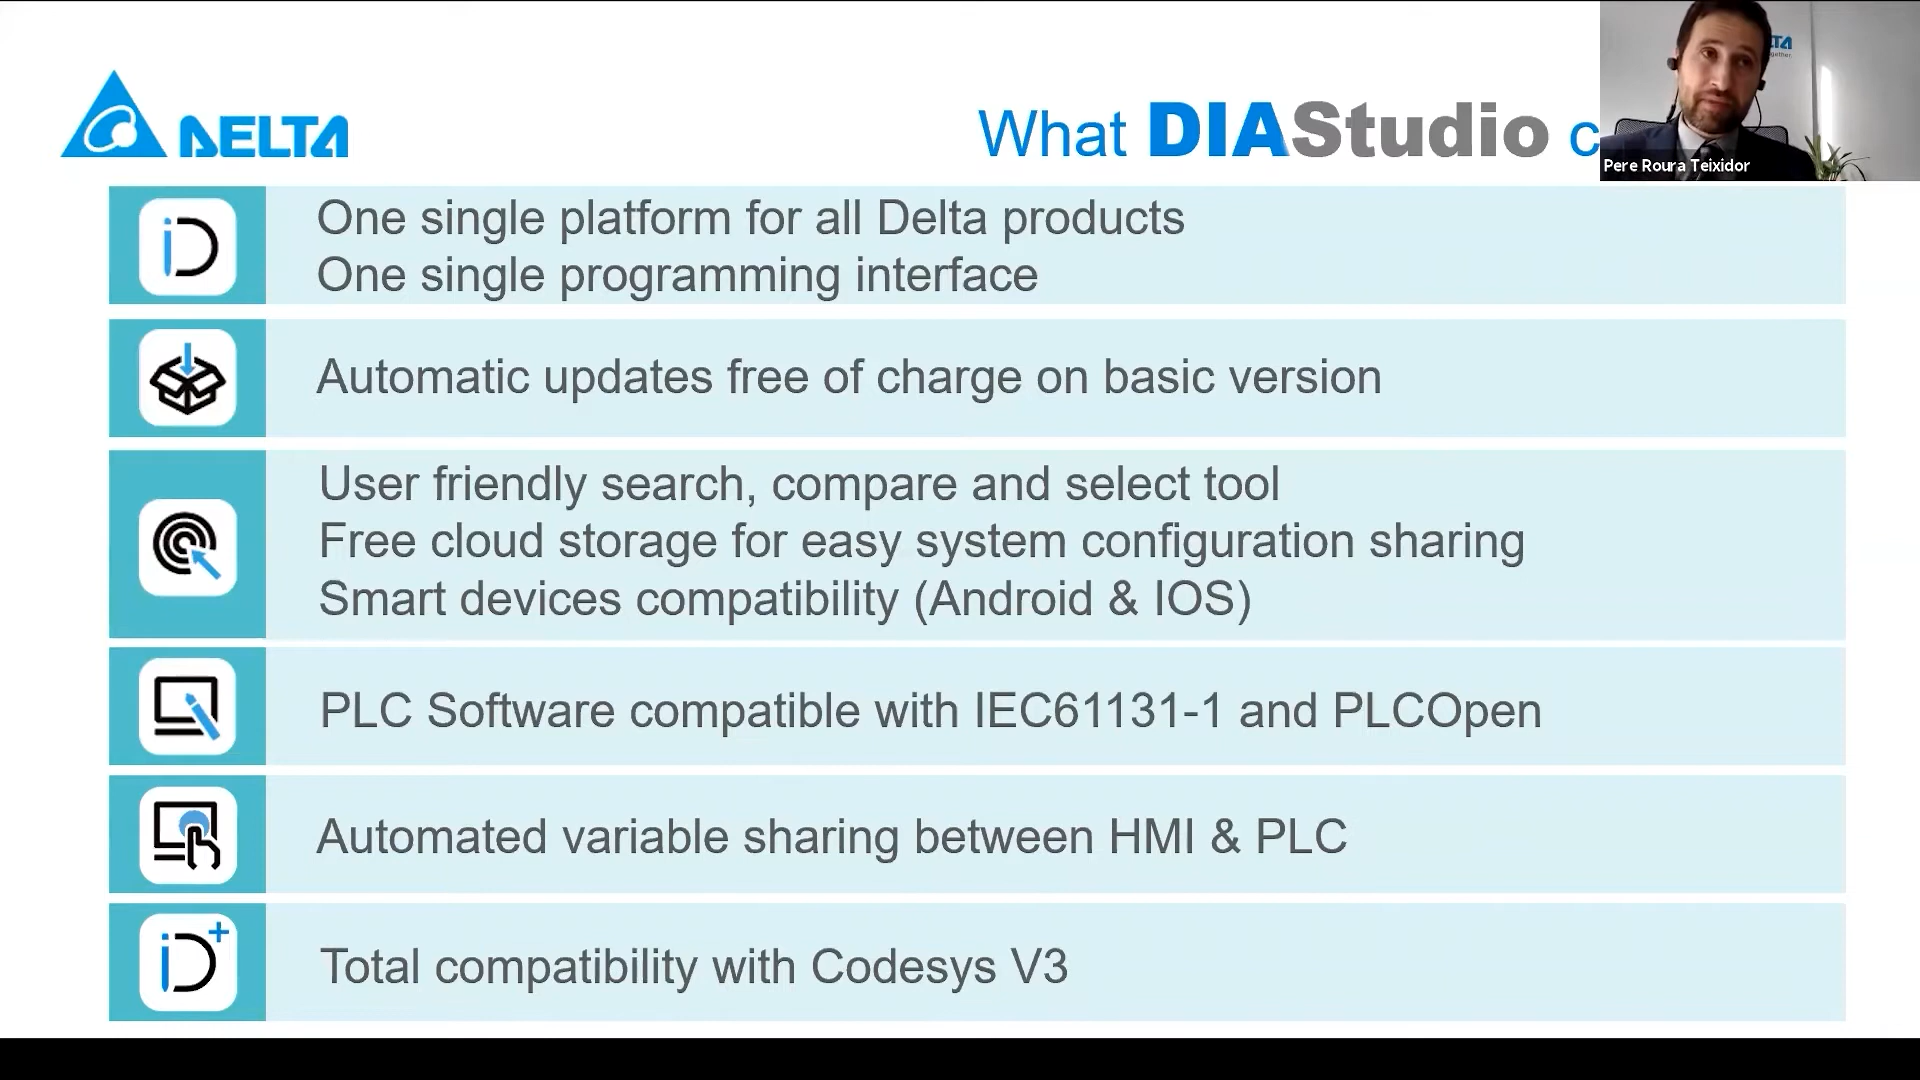 DELTA
What DIAStudio
Pere Roura Teixidor
iD
One single platform for all Delta products
One single programming interface
Automatic updates free of charge on basic version
User friendly search, compare and select tool
Free cloud storage for easy system configuration sharing
Smart devices compatibility (Android & IOS)
PLC Software compatible with IEC61131-1 and PLCOpen
Automated variable sharing between HMI & PLC
iD+
Total compatibility with Codesys V3